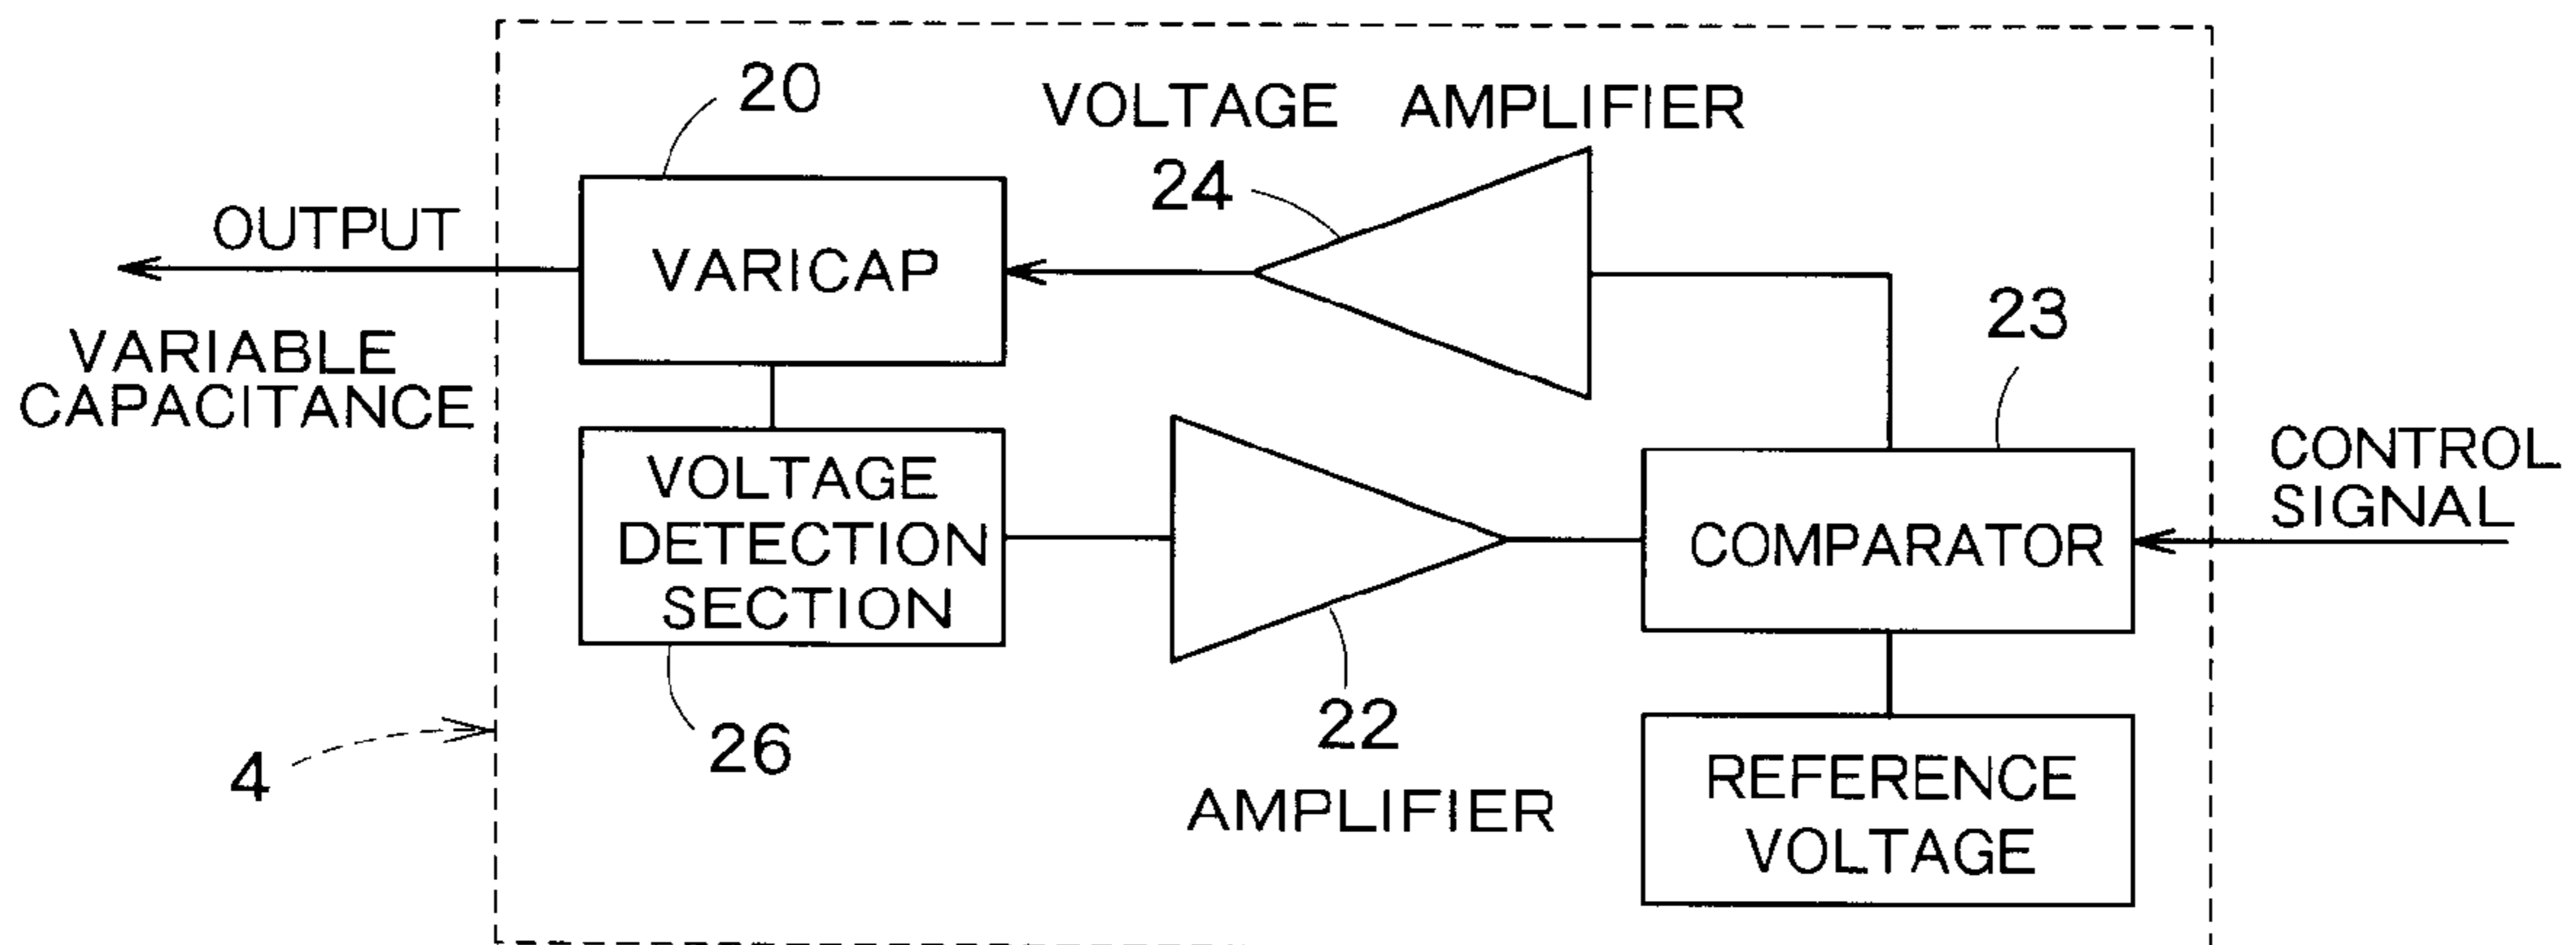 20
VOLTAGE AMPLIFIER
24
OUTPUT
VARICAP
VARIABLE
CAPACITANCE
23
CONTROL
SIGNAL
VOLTAGE
DETECTION
SECTION
COMPARATOR
22
AMPLIFIER
26
4
REFERENCE
VOLTAGE